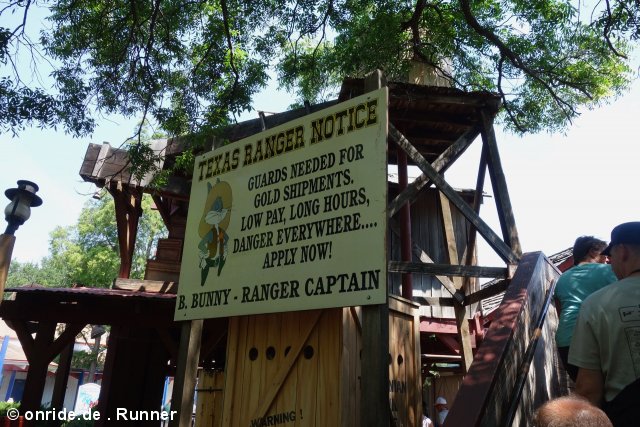 TEXAS RANGER NOTICE
GUARDS NEEDED FOR
GOLD SHIPMENTS.
LOW PAY, LONG HOURS,
DANGER EVERYWHERE....
APPLY NOW!
B. BUNNY - RANGER CAPTAIN
WARNING!
© onride.de . Runner